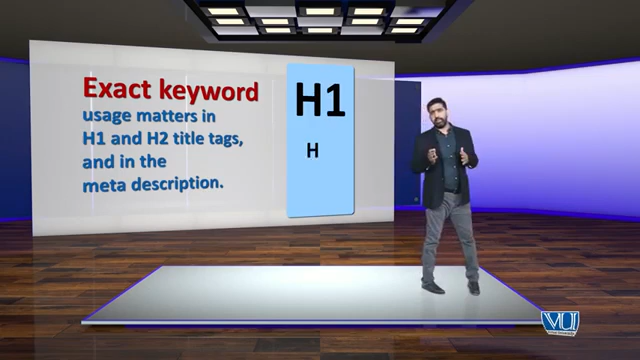 Exact keyword
usage matters in
H1 and H2 title tags,
and in the
meta description.
H1
H
VU